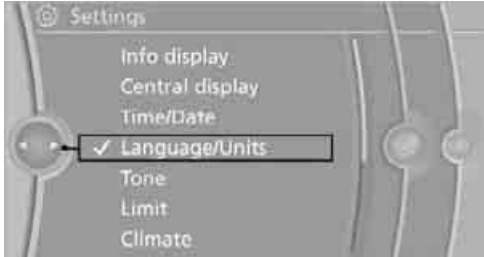 Settings
Info display
Central display
Time/Date
Language/Units
Tone
Limit
Climate